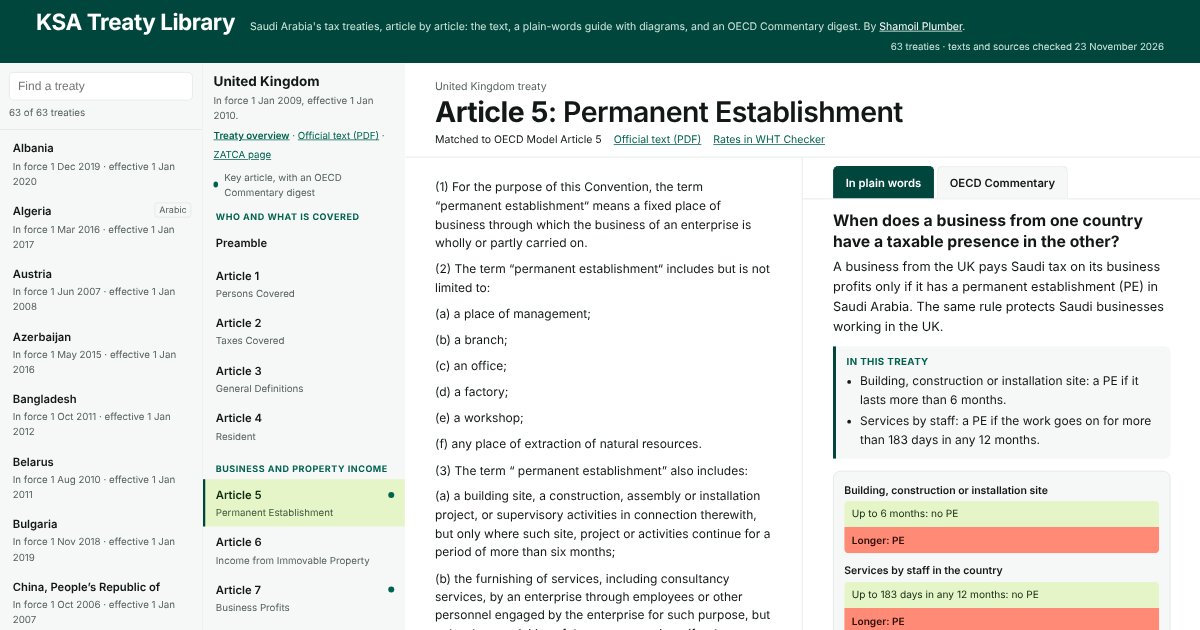 KSA Treaty Library
Saudi Arabia's tax treaties, article by article: the text, a plain-words guide with diagrams, and an OECD Commentary digest. By Shamoil Plumber.
63 treaties · texts and sources checked 23 November 2026
Find a treaty
63 of 63 treaties
Albania
In force 1 Dec 2019 · effective 1 Jan
2020
Algeria
Arabic
In force 1 Mar 2016 · effective 1 Jan
2017
Austria
In force 1 Jun 2007 · effective 1 Jan
2008
Azerbaijan
In force 1 May 2015 · effective 1 Jan
2016
Bangladesh
In force 1 Oct 2011 · effective 1 Jan
2012
Belarus
In force 1 Aug 2010 · effective 1 Jan
2011
Bulgaria
In force 1 Nov 2018 · effective 1 Jan
2019
China, People’s Republic of
In force 1 Oct 2006 · effective 1 Jan
2007
United Kingdom
In force 1 Jan 2009, effective 1 Jan
2010.
Treaty overview · Official text (PDF) ·
ZATCA page
Key article, with an OECD
Commentary digest
WHO AND WHAT IS COVERED
Preamble
Article 1
Persons Covered
Article 2
Taxes Covered
Article 3
General Definitions
Article 4
Resident
BUSINESS AND PROPERTY INCOME
Article 5
Permanent Establishment
Article 6
Income from Immovable Property
Article 7
Business Profits
United Kingdom treaty
Article 5: Permanent Establishment
Matched to OECD Model Article 5 Official text (PDF) Rates in WHT Checker
(1) For the purpose of this Convention, the term
“permanent establishment” means a fixed place of
business through which the business of an enterprise is
wholly or partly carried on.
(2) The term “permanent establishment” includes but is not
limited to:
(a) a place of management;
(b) a branch;
(c) an office;
(d) a factory;
(e) a workshop;
(f) any place of extraction of natural resources.
(3) The term “ permanent establishment” also includes:
(a) a building site, a construction, assembly or installation
project, or supervisory activities in connection therewith,
but only where such site, project or activities continue for a
period of more than six months;
(b) the furnishing of services, including consultancy
services, by an enterprise through employees or other
personnel engaged by the enterprise for such purpose, but
In plain words
OECD Commentary
When does a business from one country
have a taxable presence in the other?
A business from the UK pays Saudi tax on its business
profits only if it has a permanent establishment (PE) in
Saudi Arabia. The same rule protects Saudi businesses
working in the UK.
IN THIS TREATY
• Building, construction or installation site: a PE if it
lasts more than 6 months.
• Services by staff: a PE if the work goes on for more
than 183 days in any 12 months.
Building, construction or installation site
Up to 6 months: no PE
Longer: PE
Services by staff in the country
Up to 183 days in any 12 months: no PE
Longer: PE